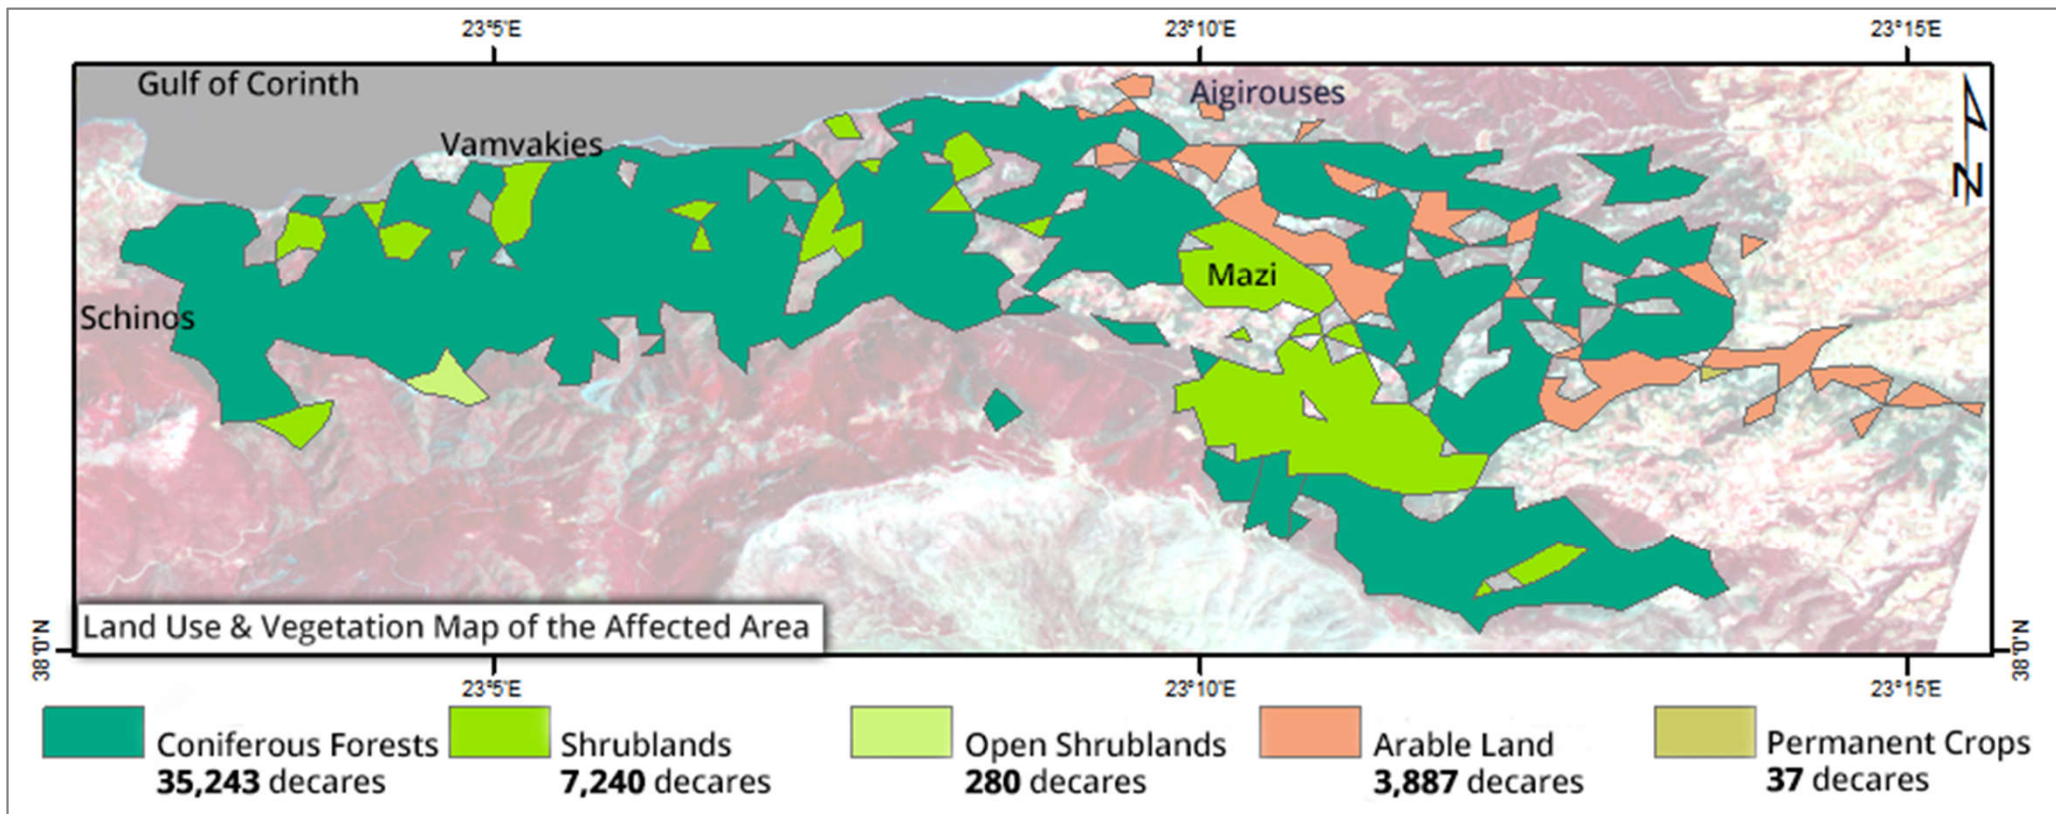 23°5'E 23°10'E 23°15'E
Gulf of Corinth
Aigirouses
Vamvakies
Mazi
Schinos
N
Land Use & Vegetation Map of the Affected Area
38°0'N 38°0'N
23°5'E 23°10'E 23°15'E
Coniferous Forests Shrublands Open Shrublands Arable Land Permanent Crops
35,243 decares 7,240 decares 280 decares 3,887 decares 37 decares